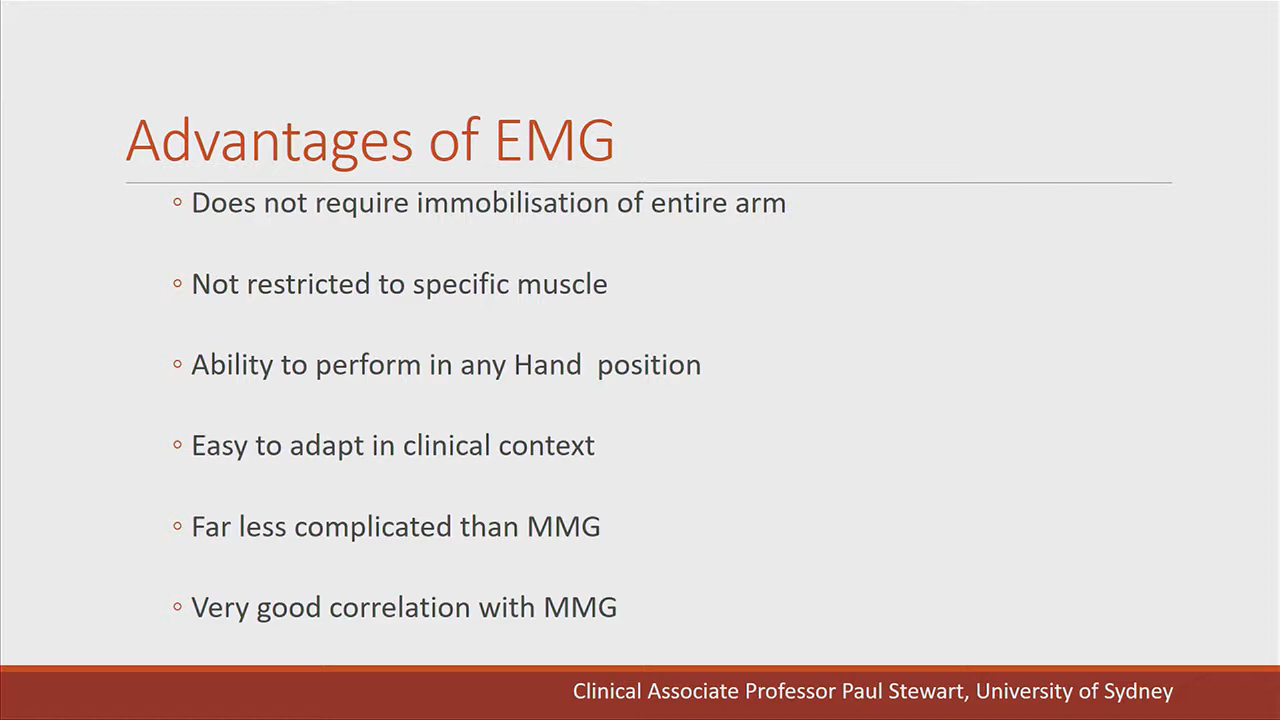 Advantages of EMG
◦ Does not require immobilisation of entire arm
◦ Not restricted to specific muscle
◦ Ability to perform in any Hand  position
◦ Easy to adapt in clinical context
◦ Far less complicated than MMG
◦ Very good correlation with MMG
Clinical Associate Professor Paul Stewart, University of Sydney